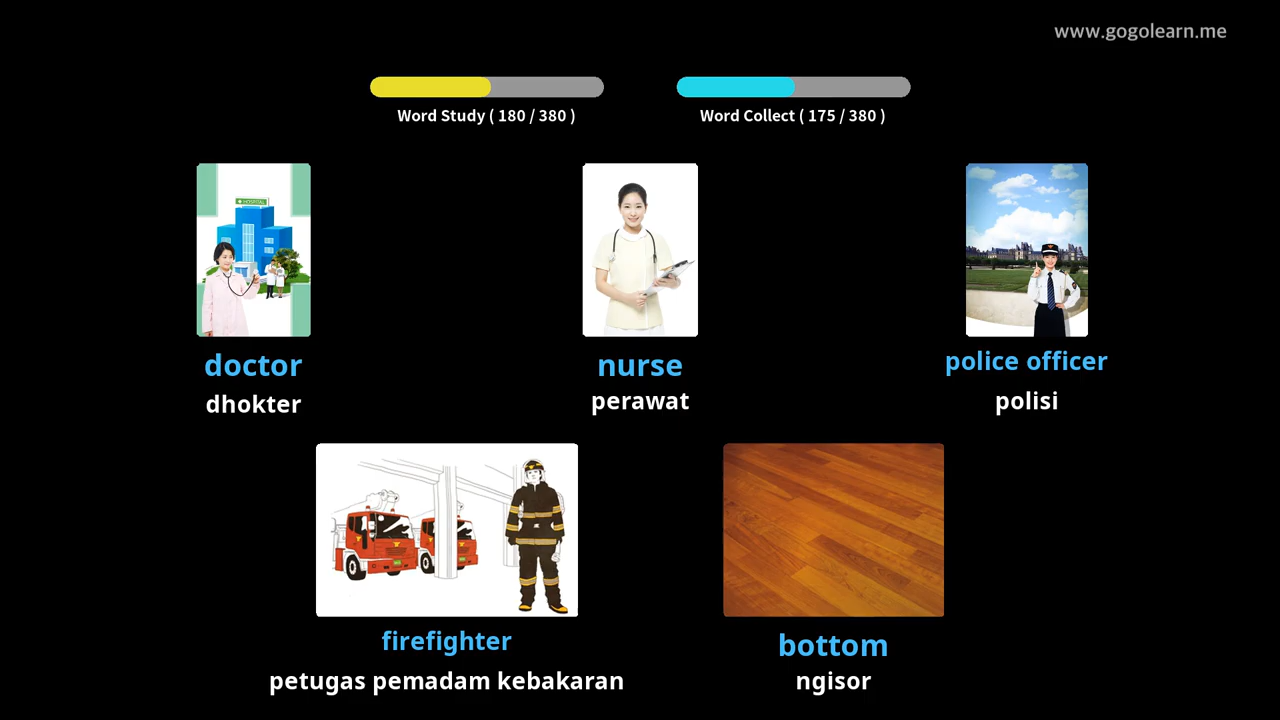 www.gogolearn.me
Word Study ( 180 / 380 )
Word Collect ( 175 / 380 )
HOSPITAL
doctor
dhokter
nurse
perawat
police officer
polisi
firefighter
petugas pemadam kebakaran
bottom
ngisor